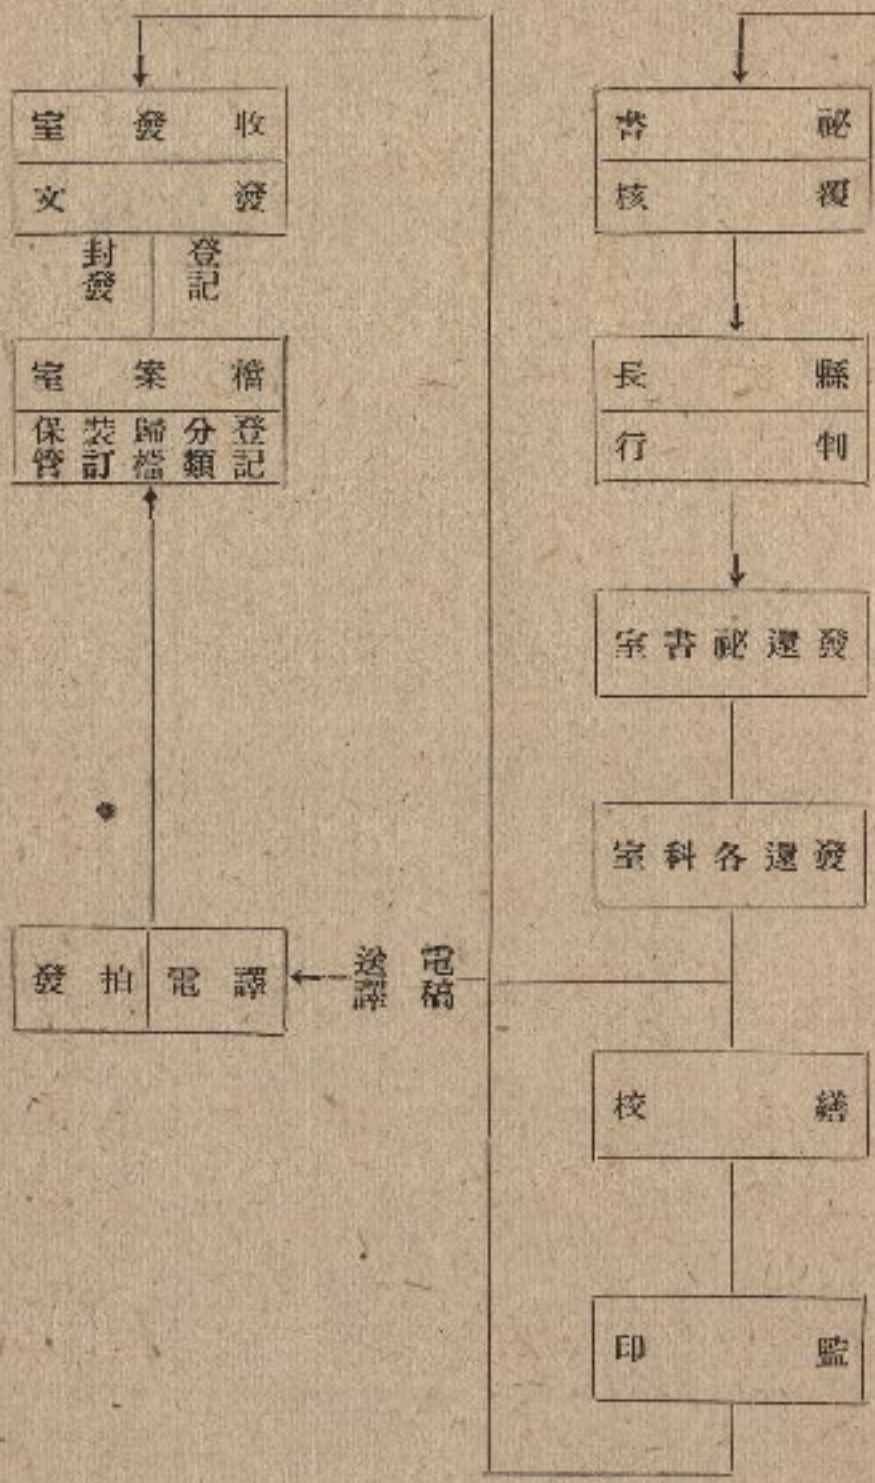 祕書
覆核
縣長
判行
發還祕書室
發還各科室
繕校
監印
電稿
送譯
譯電
拍發
收發室
發文
登記
封發
檔案室
登記
分類
歸檔
裝訂
保管